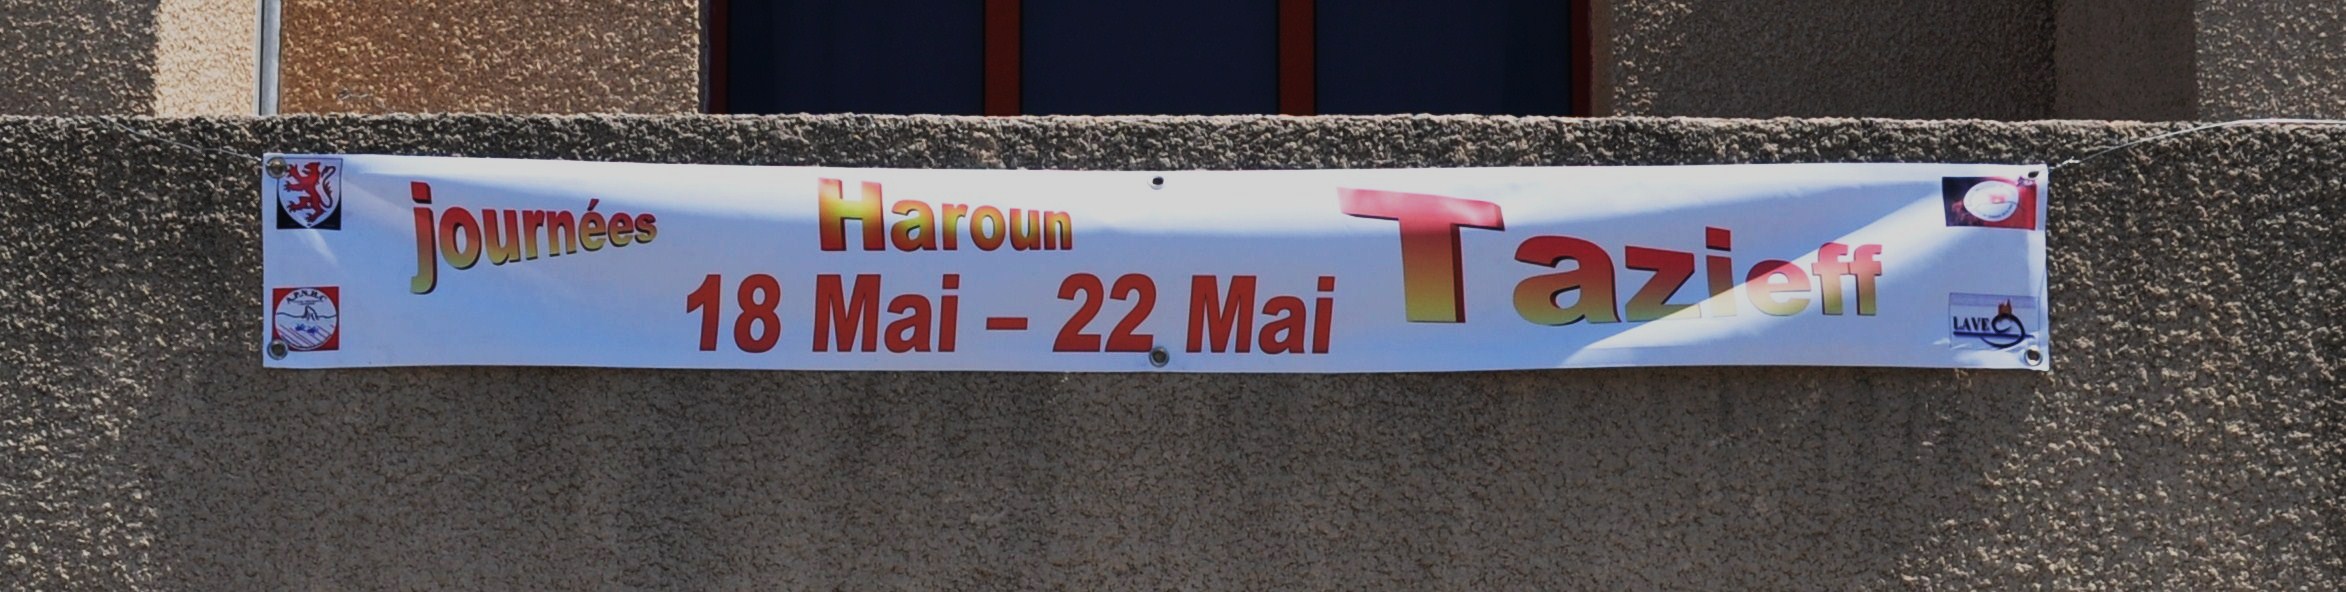 journées Haroun Tazieff
18 Mai – 22 Mai
A.P.N.H.C
LAVE